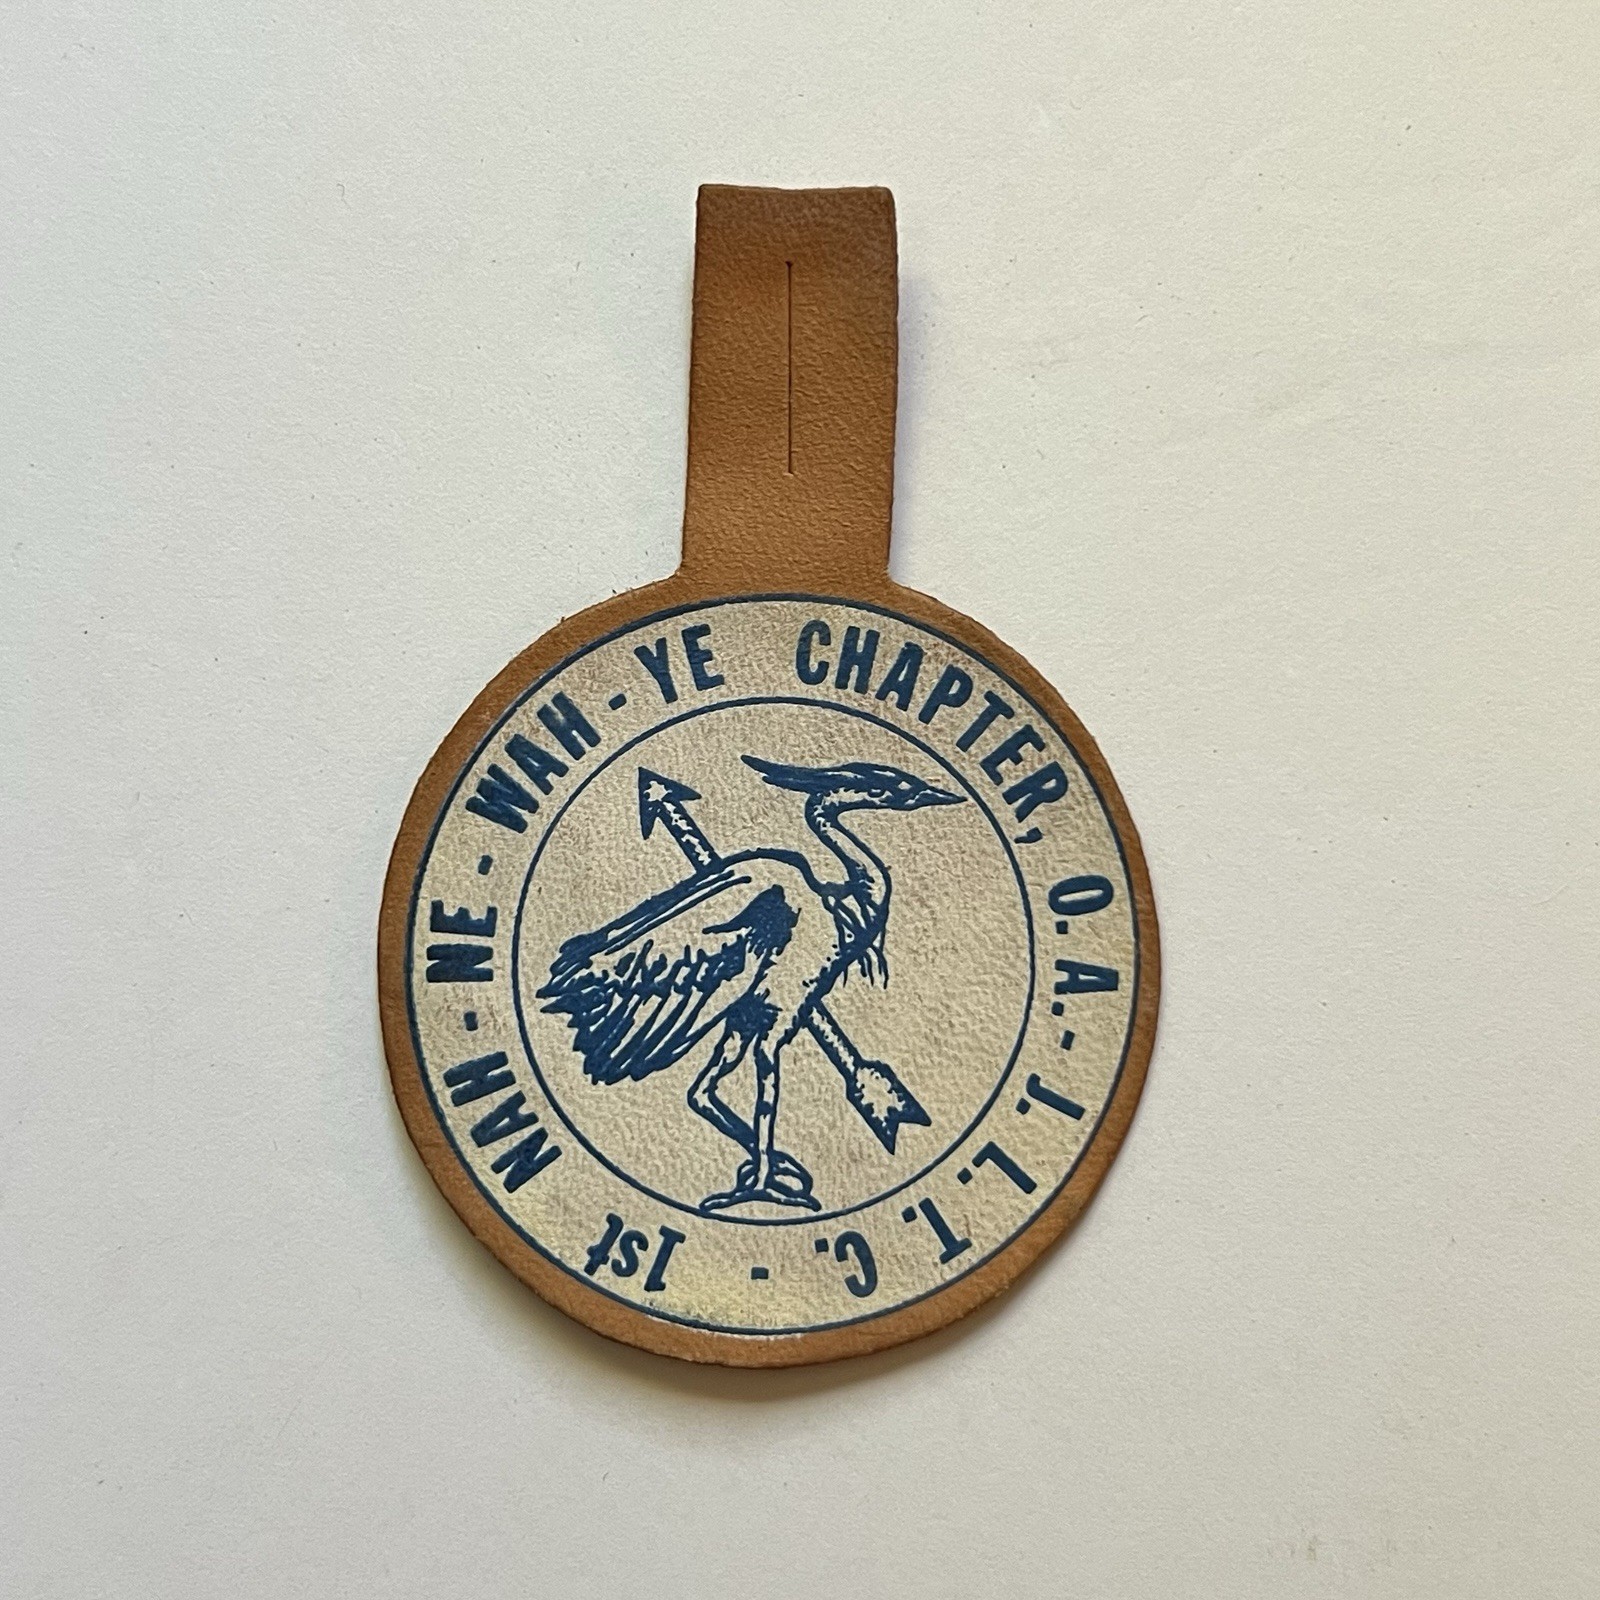 1st NAH-NE-WAH-YE CHAPTER, O.A.-J.L.T.C. -